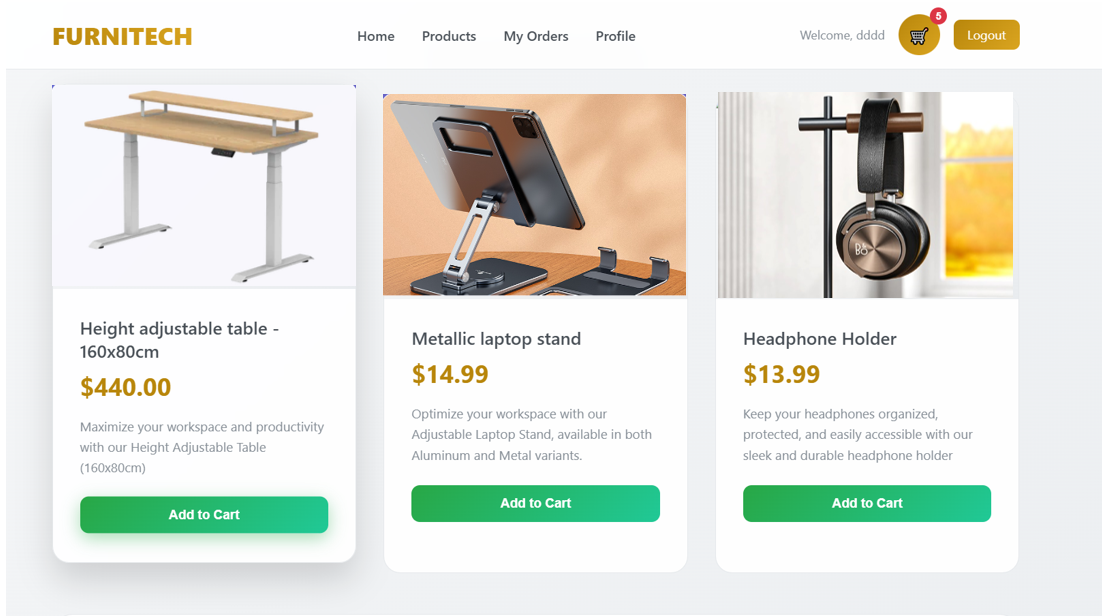 FURNITECH
Home
Products
My Orders
Profile
Welcome, dddd
5
Logout
B&O
Height adjustable table -
160x80cm
$440.00
Maximize your workspace and productivity
with our Height Adjustable Table
(160x80cm)
Add to Cart
Metallic laptop stand
$14.99
Optimize your workspace with our
Adjustable Laptop Stand, available in both
Aluminum and Metal variants.
Add to Cart
Headphone Holder
$13.99
Keep your headphones organized,
protected, and easily accessible with our
sleek and durable headphone holder
Add to Cart